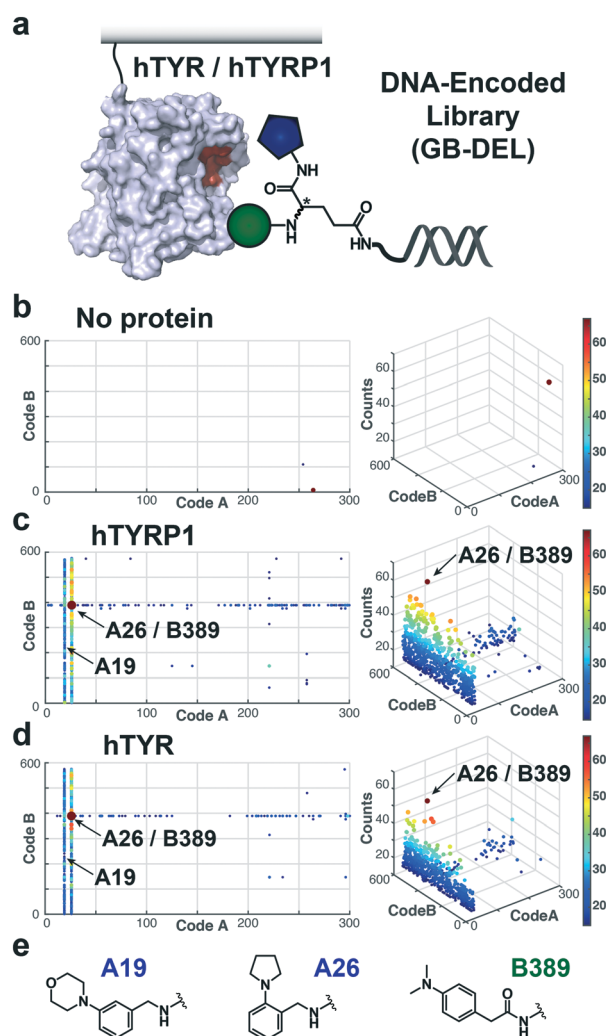 a
hTYR / hTYRP1
DNA-Encoded
Library
(GB-DEL)
NH
O
*
N
H
O
HN
b
No protein
600
Code B
0
0
100
Code A
200
300
Counts
60
40
20
600
CodeB
0 0
CodeA
300
60
50
40
30
20
c
hTYRP1
600
Code B
0
0
100
Code A
200
300
A26 / B389
A19
Counts
60
40
20
600
CodeB
0 0
CodeA
300
A26 / B389
60
50
40
30
20
d
hTYR
600
Code B
0
0
100
Code A
200
300
A26 / B389
A19
Counts
60
40
20
600
CodeB
0 0
CodeA
300
A26 / B389
60
50
40
30
20
e
A19
O
N
N
H
A26
N
N
H
B389
N
O
N
H